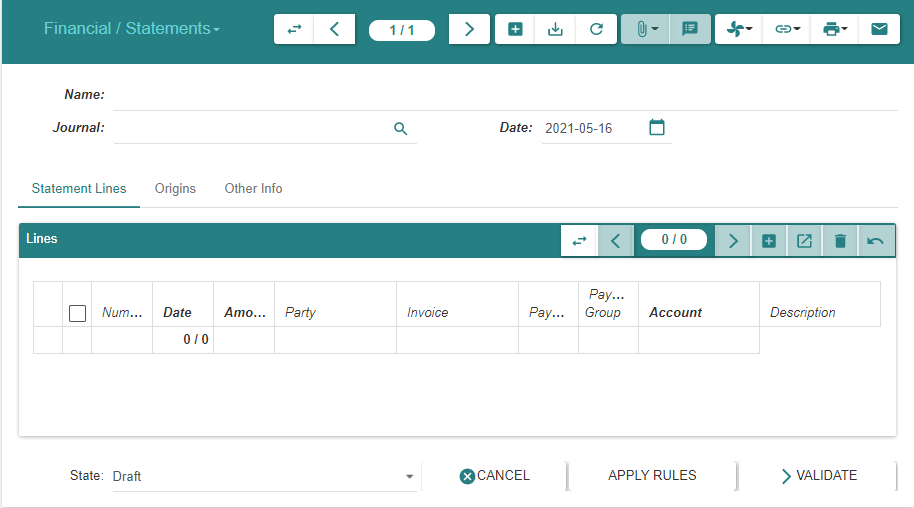 Financial / Statements
1 / 1
Name:
Journal:
Date: 2021-05-16
Statement Lines Origins Other Info
Lines
0 / 0
Num... Date Amo... Party Invoice Pay... Pay... Group Account Description
0 / 0
State: Draft
CANCEL APPLY RULES VALIDATE